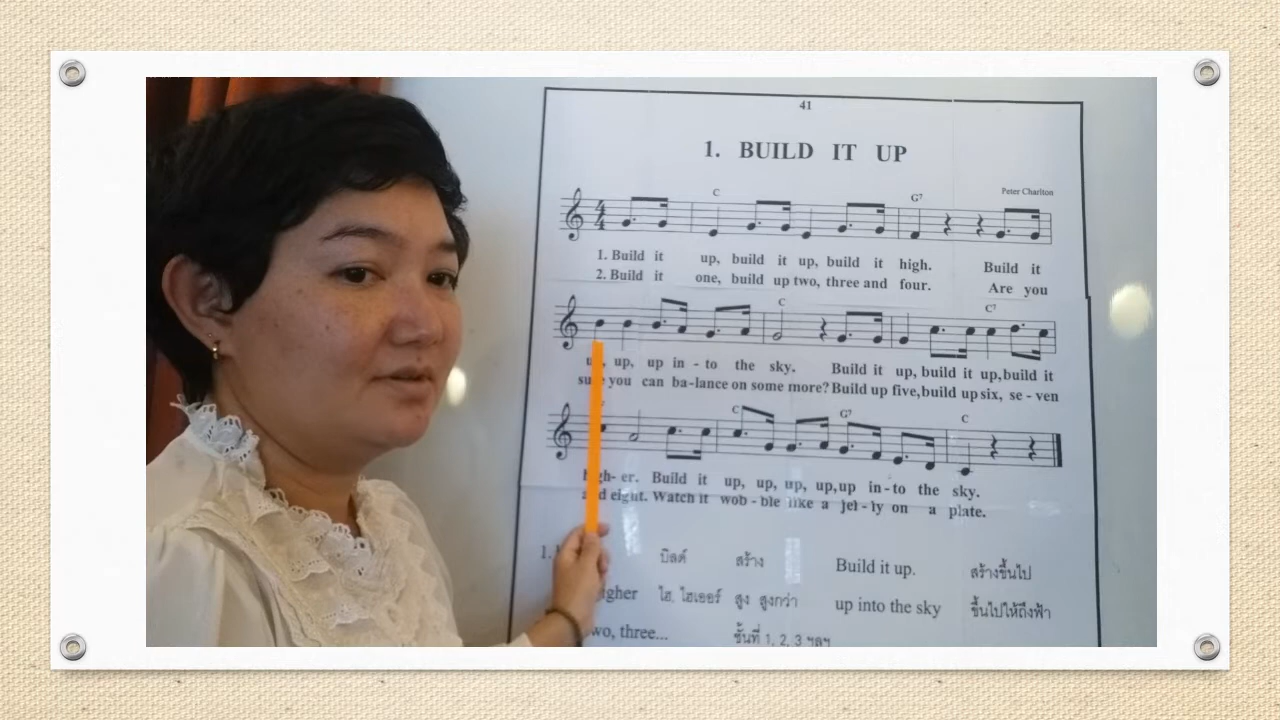 41
1. BUILD IT UP
Peter Charlton
C G7
1. Build it up, build it up, build it high. Build it
2. Build it one, build up two, three and four. Are you
C C7
up, up in - to the sky. Build it up, build it up, build it
sure you can ba-lance on some more? Build up five, build up six, se - ven
C G7 C
er. Build it up, up, up, up, up in - to the sky.
eight. Watch it wob - ble like a jel - ly on a plate.
1. บิลด์ สร้าง Build it up. สร้างขึ้นไป
ไฮ, ไฮเออร์ สูง สูงกว่า up into the sky ขึ้นไปให้ถึงฟ้า
three... ชั้นที่ 1, 2, 3 ฯลฯ